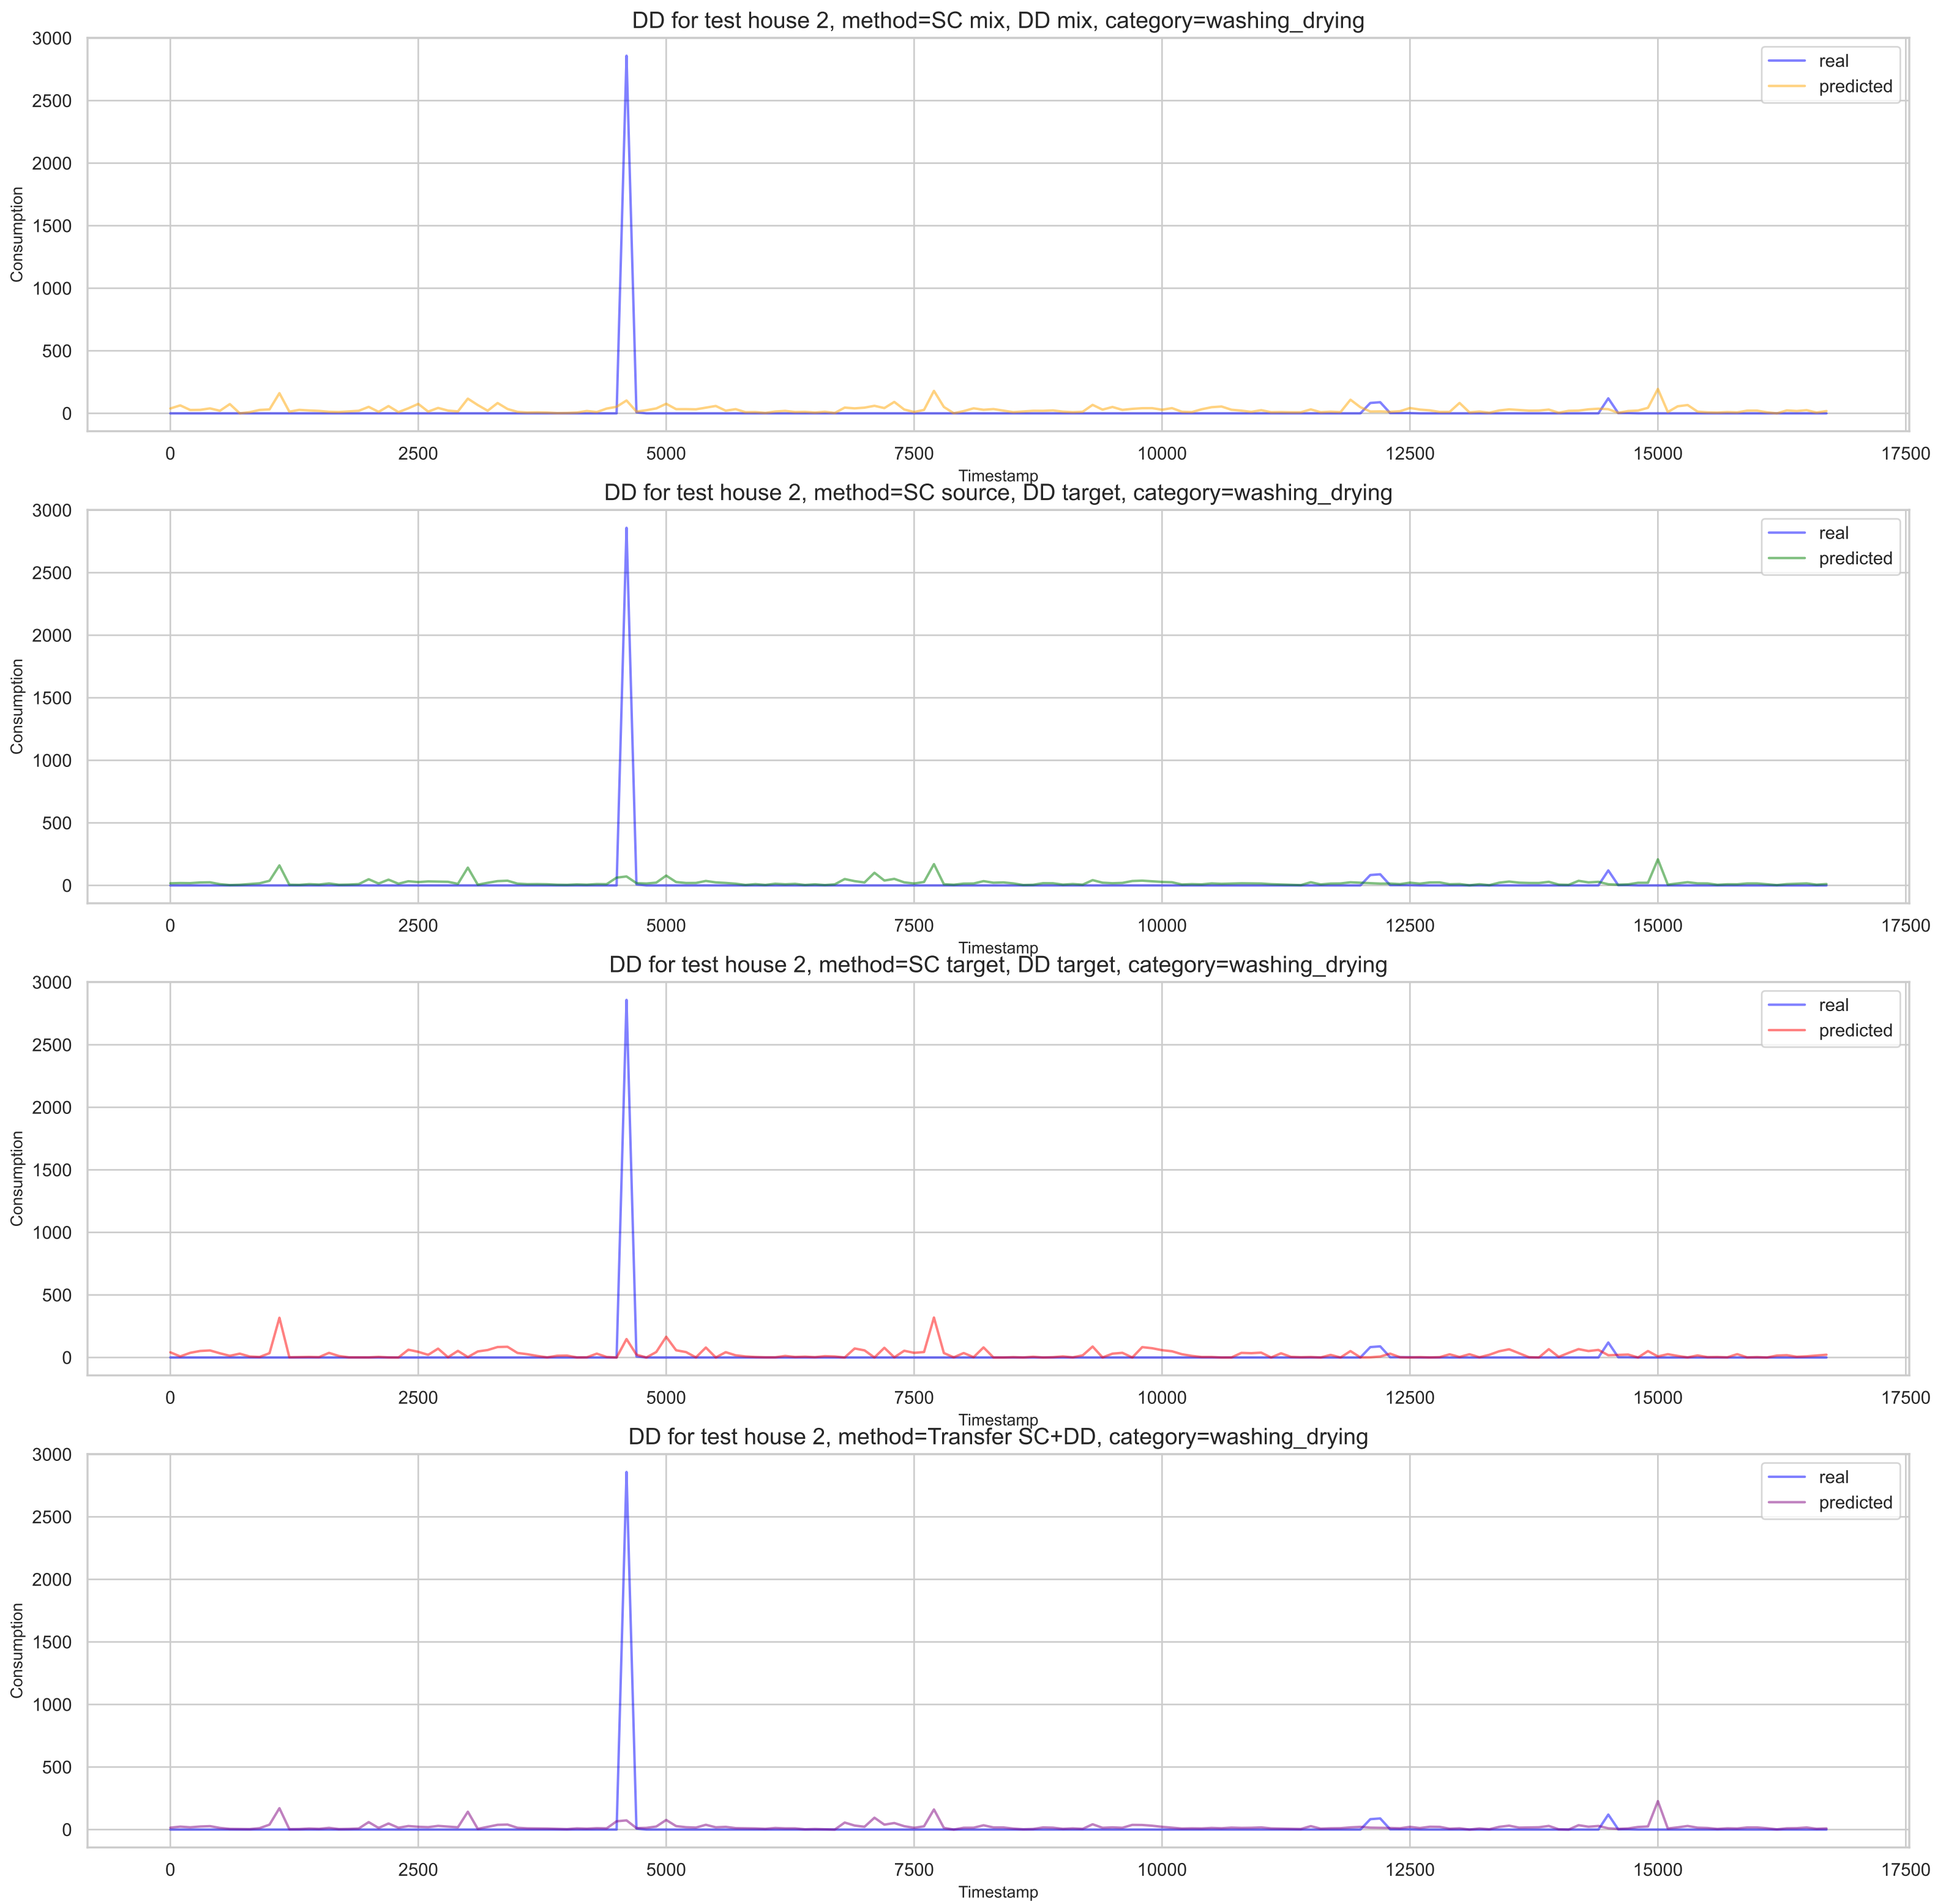 DD for test house 2, method=SC mix, DD mix, category=washing_drying
3000
2500
2000
1500
1000
500
0
Consumption
real
predicted
0 2500 5000 7500 10000 12500 15000 17500
Timestamp
DD for test house 2, method=SC source, DD target, category=washing_drying
3000
2500
2000
1500
1000
500
0
Consumption
real
predicted
0 2500 5000 7500 10000 12500 15000 17500
Timestamp
DD for test house 2, method=SC target, DD target, category=washing_drying
3000
2500
2000
1500
1000
500
0
Consumption
real
predicted
0 2500 5000 7500 10000 12500 15000 17500
Timestamp
DD for test house 2, method=Transfer SC+DD, category=washing_drying
3000
2500
2000
1500
1000
500
0
Consumption
real
predicted
0 2500 5000 7500 10000 12500 15000 17500
Timestamp